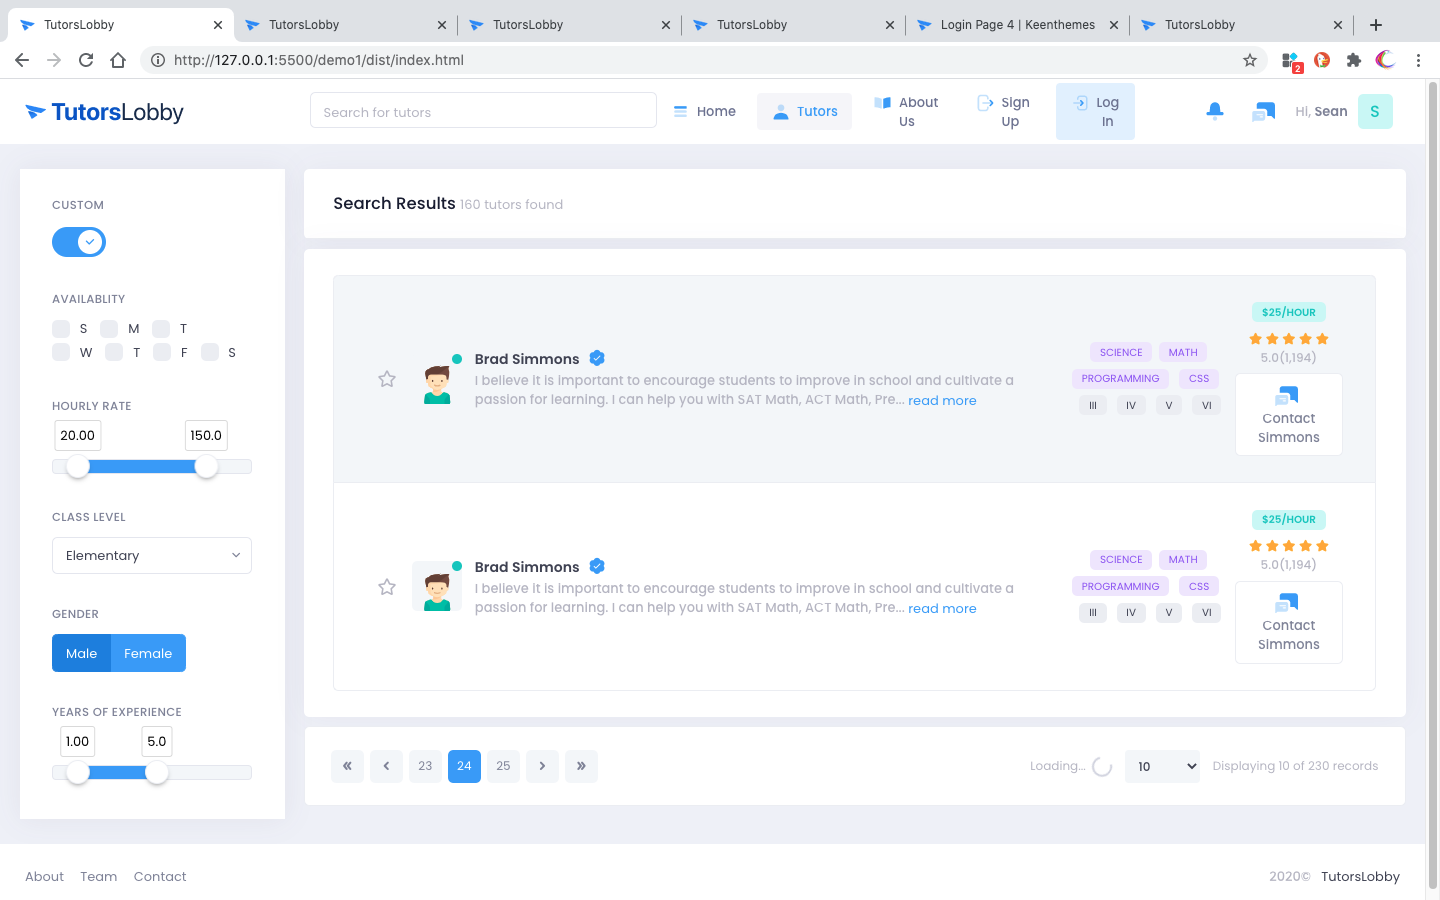 TutorsLobby
TutorsLobby
TutorsLobby
TutorsLobby
Login Page 4 | Keenthemes
TutorsLobby
http://127.0.0.1:5500/demo1/dist/index.html
2
TutorsLobby
Search for tutors
Home
Tutors
About
Us
Sign
Up
Log
In
Hi, Sean
S
CUSTOM
AVAILABLITY
S M T
W T F S
HOURLY RATE
20.00 150.0
CLASS LEVEL
Elementary
GENDER
Male Female
YEARS OF EXPERIENCE
1.00 5.0
Search Results 160 tutors found
Brad Simmons
I believe it is important to encourage students to improve in school and cultivate a
passion for learning. I can help you with SAT Math, ACT Math, Pre... read more
SCIENCE MATH
PROGRAMMING CSS
III IV V VI
$25/HOUR
5.0(1,194)
Contact
Simmons
Brad Simmons
I believe it is important to encourage students to improve in school and cultivate a
passion for learning. I can help you with SAT Math, ACT Math, Pre... read more
SCIENCE MATH
PROGRAMMING CSS
III IV V VI
$25/HOUR
5.0(1,194)
Contact
Simmons
« ‹ 23 24 25 › »
Loading...
10
Displaying 10 of 230 records
About Team Contact
2020© TutorsLobby